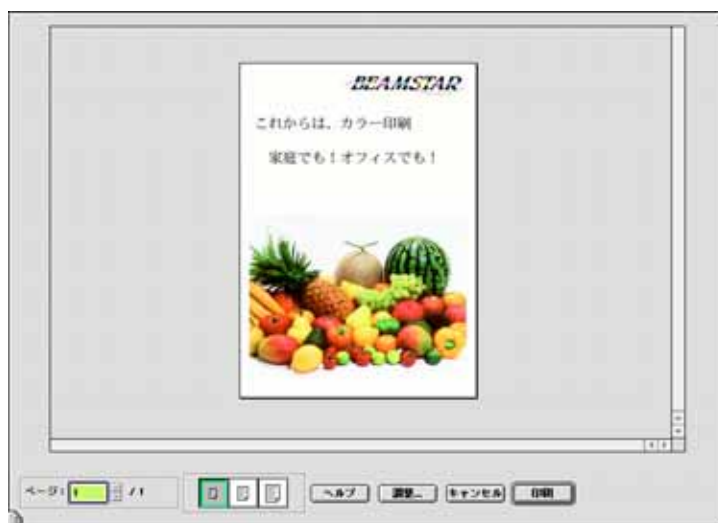 BEAMSTAR
これからは、カラー印刷
家庭でも！オフィスでも！
ページ： 1 / 1
ヘルプ 調整... キャンセル 印刷